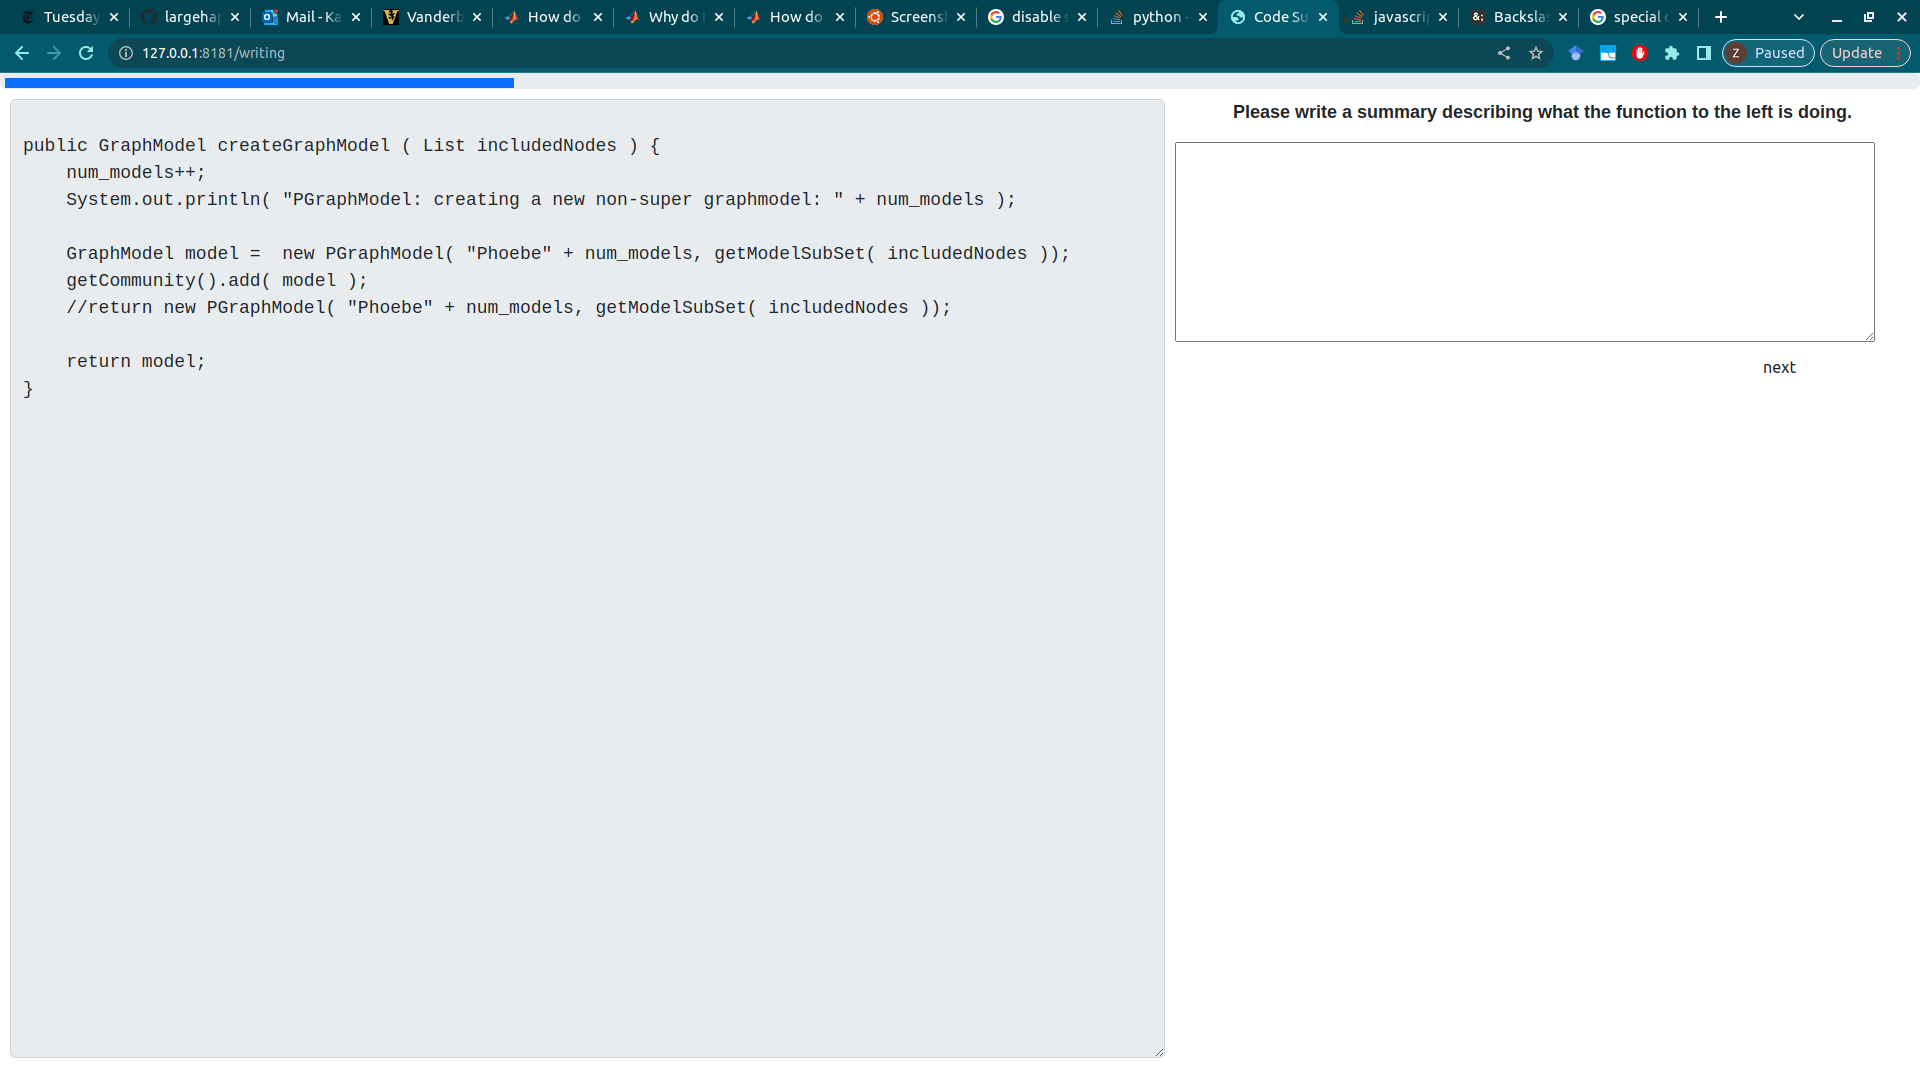 Tuesday largeha Mail - Ka Vanderb How do Why do How do Screens disable s python - Code Su javascri Backsla special c
127.0.0.1:8181/writing Z Paused Update
public GraphModel createGraphModel ( List includedNodes ) {
num_models++;
System.out.println( "PGraphModel: creating a new non-super graphmodel: " + num_models );
GraphModel model =  new PGraphModel( "Phoebe" + num_models, getModelSubSet( includedNodes ));
getCommunity().add( model );
//return new PGraphModel( "Phoebe" + num_models, getModelSubSet( includedNodes ));
return model;
}
Please write a summary describing what the function to the left is doing.
next